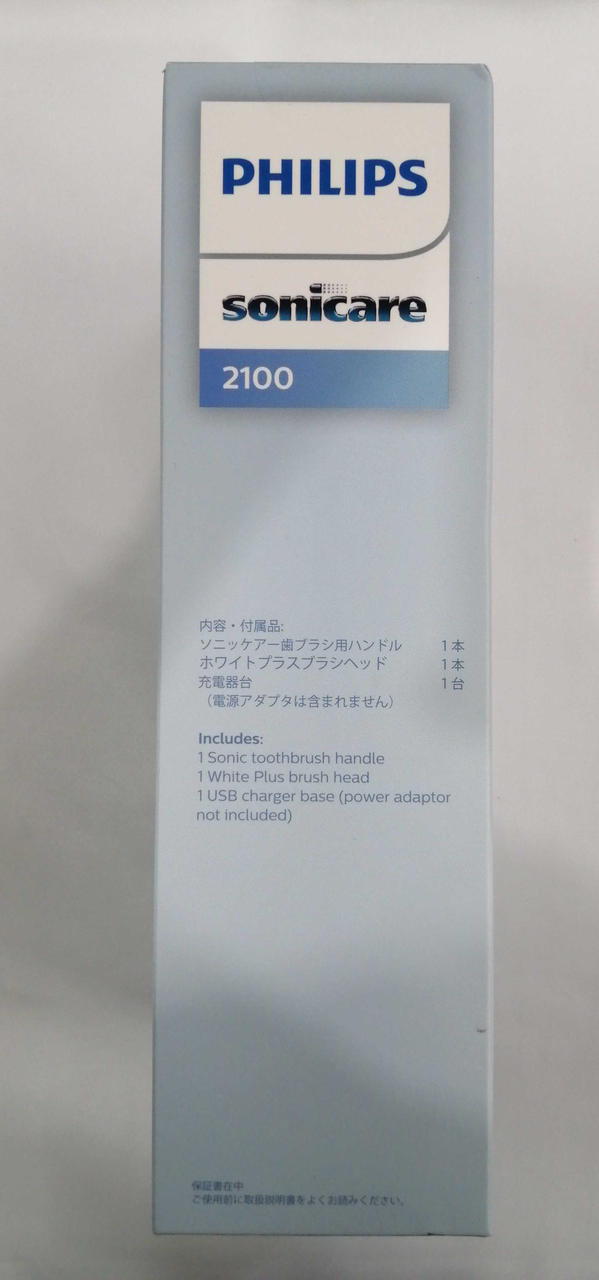 PHILIPS
sonicare
2100
内容・付属品:
ソニッケアー歯ブラシ用ハンドル 1本
ホワイトプラスブラシヘッド 1本
充電器台 1台
（電源アダプタは含まれません）
Includes:
1 Sonic toothbrush handle
1 White Plus brush head
1 USB charger base (power adaptor
not included)
保証書在中
ご使用前に取扱説明書をよくお読みください。